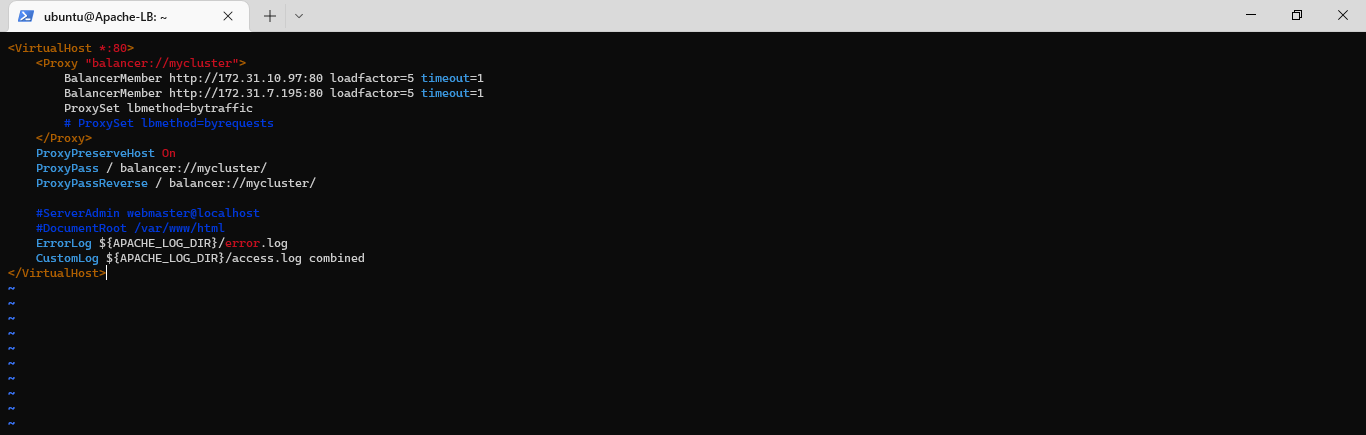 ubuntu@Apache-LB: ~
<VirtualHost *:80>
    <Proxy "balancer://mycluster">
        BalancerMember http://172.31.10.97:80 loadfactor=5 timeout=1
        BalancerMember http://172.31.7.195:80 loadfactor=5 timeout=1
        ProxySet lbmethod=bytraffic
        # ProxySet lbmethod=byrequests
    </Proxy>
    ProxyPreserveHost On
    ProxyPass / balancer://mycluster/
    ProxyPassReverse / balancer://mycluster/

    #ServerAdmin webmaster@localhost
    #DocumentRoot /var/www/html
    ErrorLog ${APACHE_LOG_DIR}/error.log
    CustomLog ${APACHE_LOG_DIR}/access.log combined
</VirtualHost>
~
~
~
~
~
~
~
~
~
~